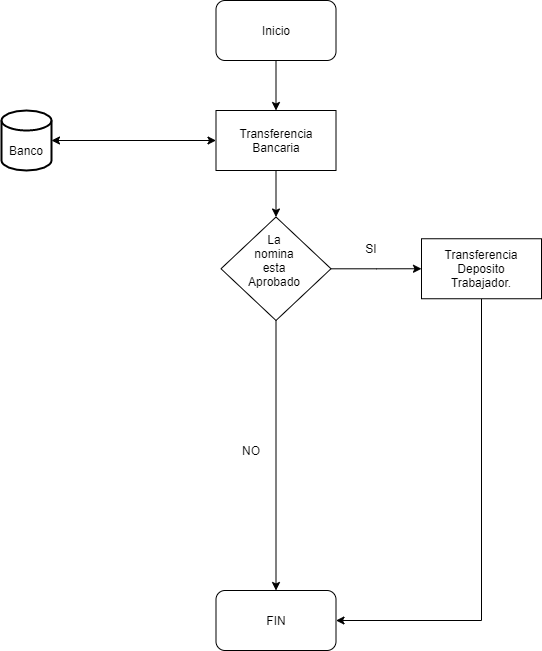 Inicio
Transferencia
Bancaria
Banco
La
nomina
esta
Aprobado
SI
Transferencia
Deposito
Trabajador.
NO
FIN